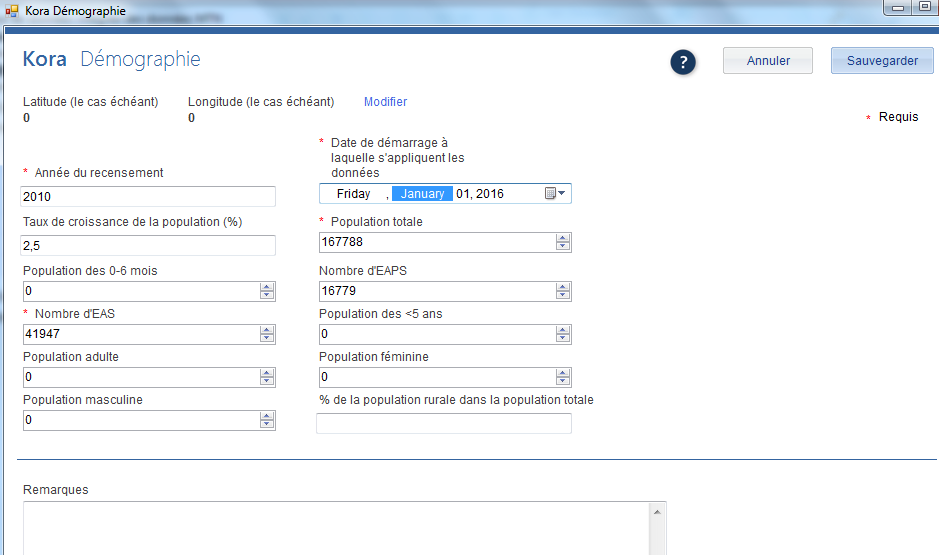 Kora Démographie
Kora Démographie
?
Annuler
Sauvegarder
Latitude (le cas échéant)
Longitude (le cas échéant)
Modifier
0
0
* Requis
* Date de démarrage à
laquelle s'appliquent les
données
* Année du recensement
Friday , January 01, 2016
2010
Taux de croissance de la population (%)
* Population totale
2,5
167788
Population des 0-6 mois
Nombre d'EAPS
0
16779
* Nombre d'EAS
Population des <5 ans
41947
0
Population adulte
Population féminine
0
0
Population masculine
% de la population rurale dans la population totale
0
Remarques